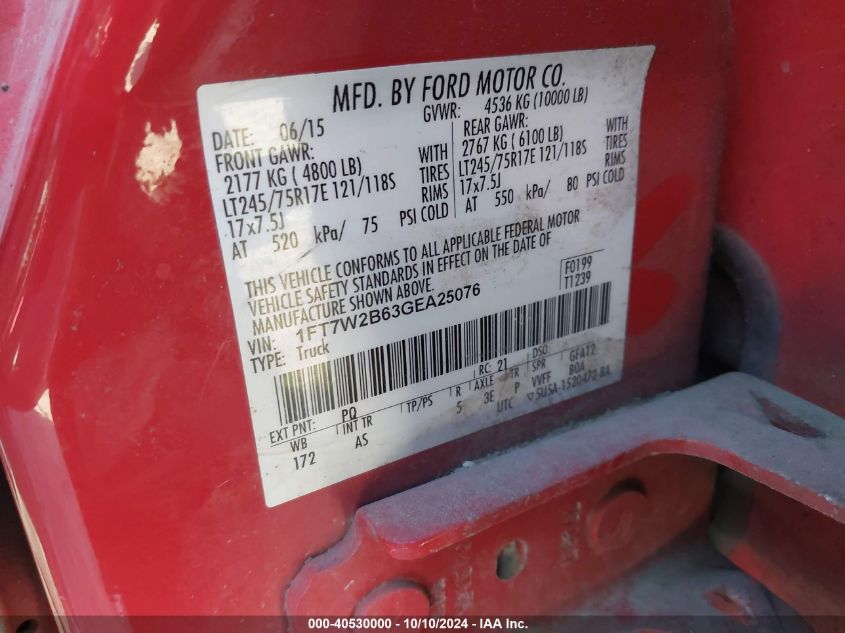 MFD. BY FORD MOTOR CO.
DATE: 06/15 GVWR: 4536 KG (10000 LB)
FRONT GAWR: REAR GAWR:
2177 KG ( 4800 LB) WITH 2767 KG ( 6100 LB) WITH
LT245/75R17E 121/118S TIRES LT245/75R17E 121/118S TIRES
17x7.5J RIMS 17x7.5J RIMS
AT 520 kPa/ 75 PSI COLD AT 550 kPa/ 80 PSI COLD
THIS VEHICLE CONFORMS TO ALL APPLICABLE FEDERAL MOTOR
VEHICLE SAFETY STANDARDS IN EFFECT ON THE DATE OF
MANUFACTURE SHOWN ABOVE.
F0199
T1239
VIN: 1FT7W2B63GEA25076
TYPE: Truck
EXT PNT: PQ RC: 21 DSO:
WB INT TR TP/PS R AXLE TR SPR GFA12
172 AS 5 3E P VVFF BOA
UTC 5U5A-1520472-BA
000-40530000 - 10/10/2024 - IAA Inc.